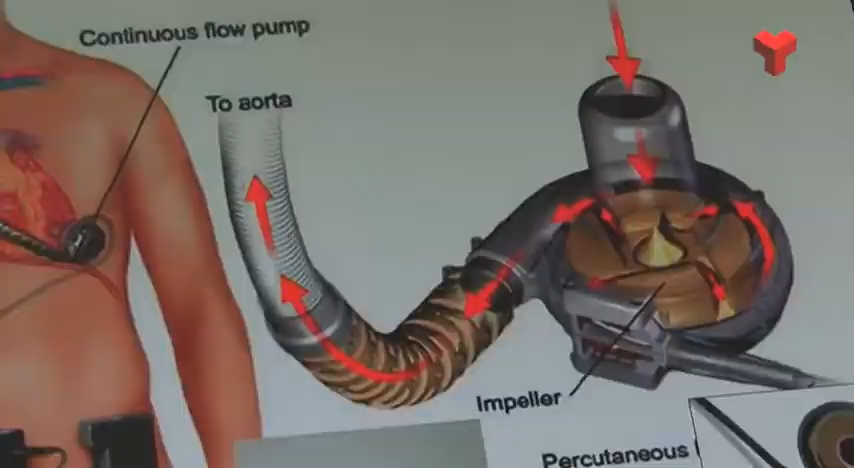 Continuous flow pump
To aorta
Impeller
Percutaneous